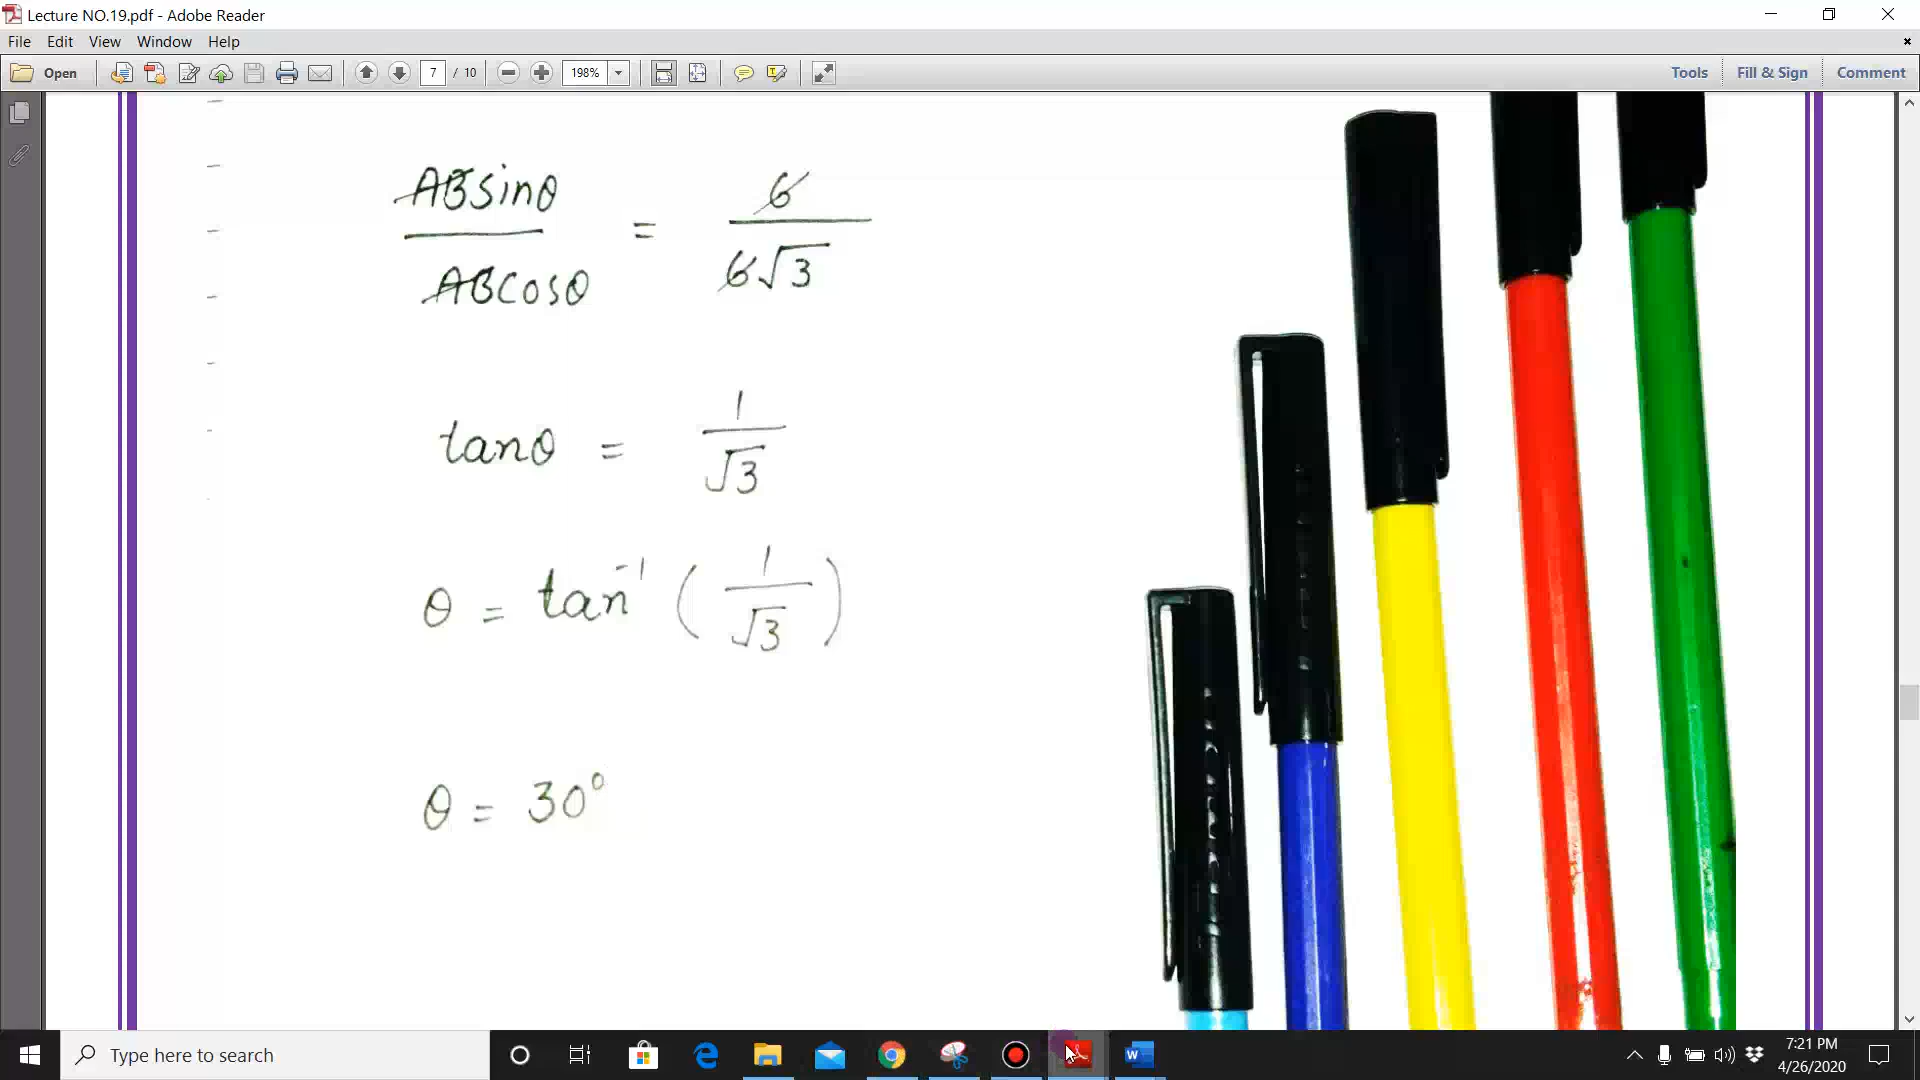 Lecture NO.19.pdf - Adobe Reader
File Edit View Window Help
Open 7 / 10 198% Tools Fill & Sign Comment
ABsinθ / ABcosθ = 6 / 6√3
tanθ = 1 / √3
θ = tan⁻¹ ( 1 / √3 )
θ = 30°
Type here to search
7:21 PM
4/26/2020